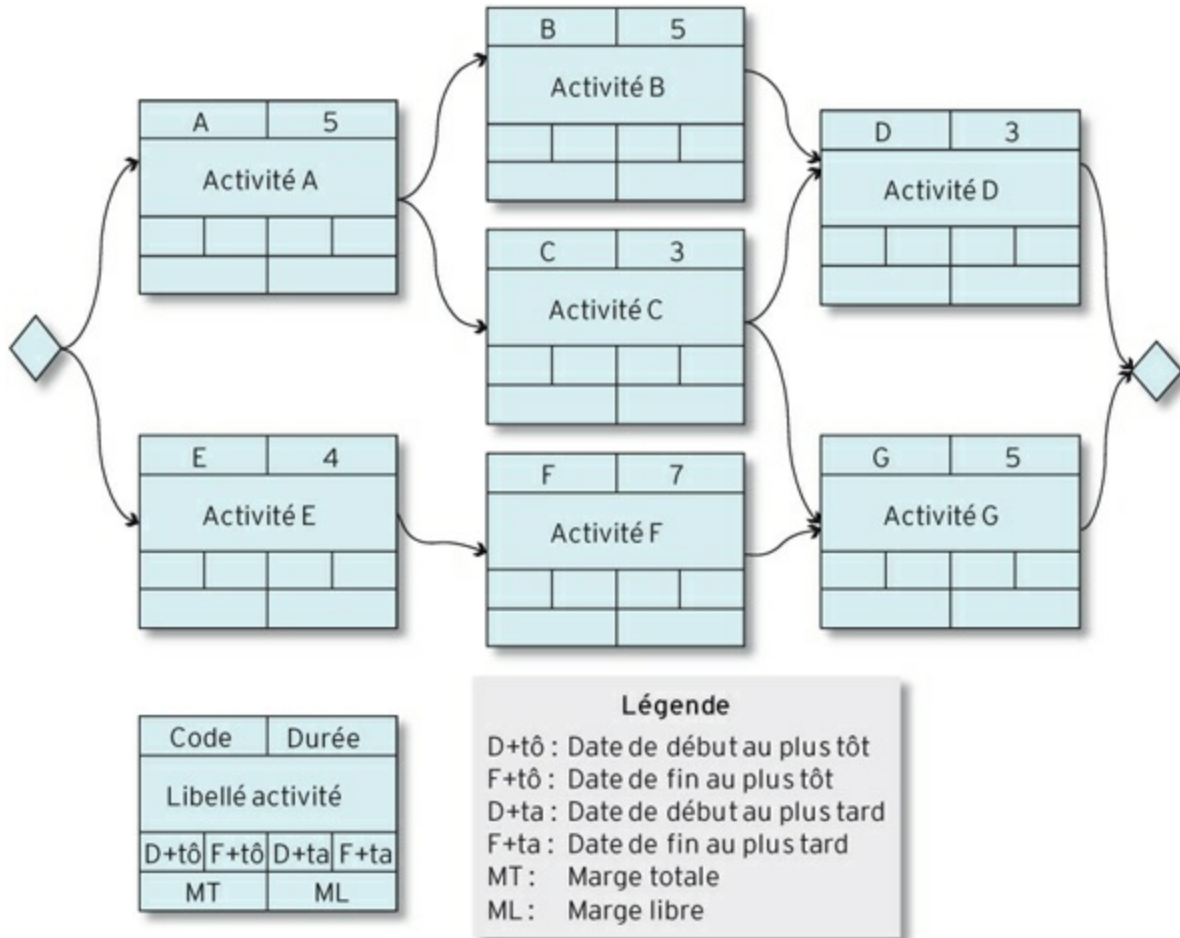 B 5
Activité B
A 5
Activité A
D 3
Activité D
C 3
Activité C
E 4
Activité E
F 7
Activité F
G 5
Activité G
Code Durée
Libellé activité
D+tô F+tô D+ta F+ta
MT ML
Légende
D+tô : Date de début au plus tôt
F+tô : Date de fin au plus tôt
D+ta : Date de début au plus tard
F+ta : Date de fin au plus tard
MT : Marge totale
ML : Marge libre